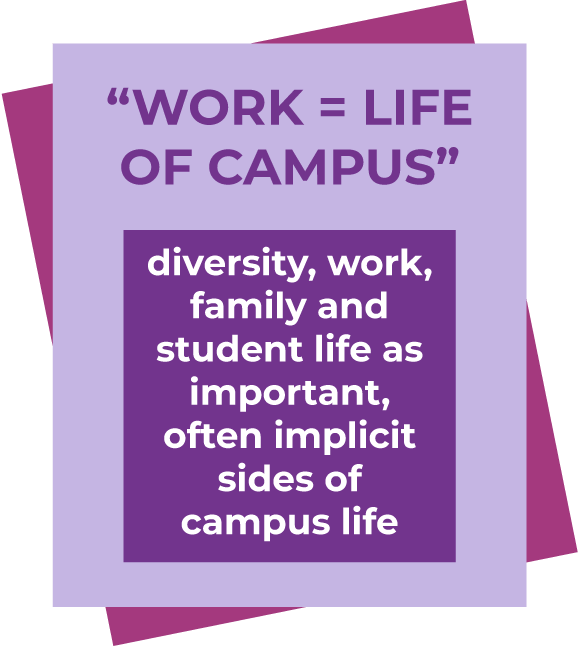 “WORK = LIFE
OF CAMPUS”
diversity, work,
family and
student life as
important,
often implicit
sides of
campus life